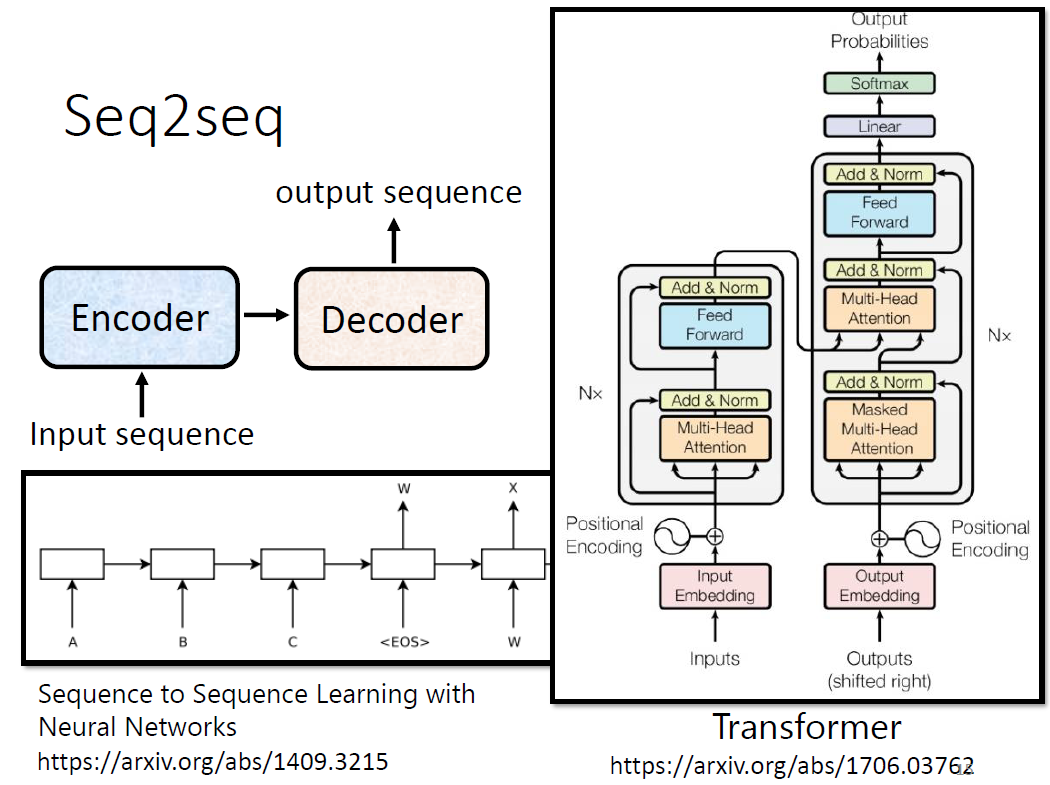 Seq2seq
output sequence
Encoder
Decoder
Input sequence
W
X
A
B
C
<EOS>
W
Sequence to Sequence Learning with
Neural Networks
https://arxiv.org/abs/1409.3215
Output
Probabilities
Softmax
Linear
Add & Norm
Feed
Forward
Add & Norm
Multi-Head
Attention
Add & Norm
Masked
Multi-Head
Attention
Nx
Add & Norm
Feed
Forward
Add & Norm
Multi-Head
Attention
Nx
Positional
Encoding
Positional
Encoding
Input
Embedding
Output
Embedding
Inputs
Outputs
(shifted right)
Transformer
https://arxiv.org/abs/1706.03762